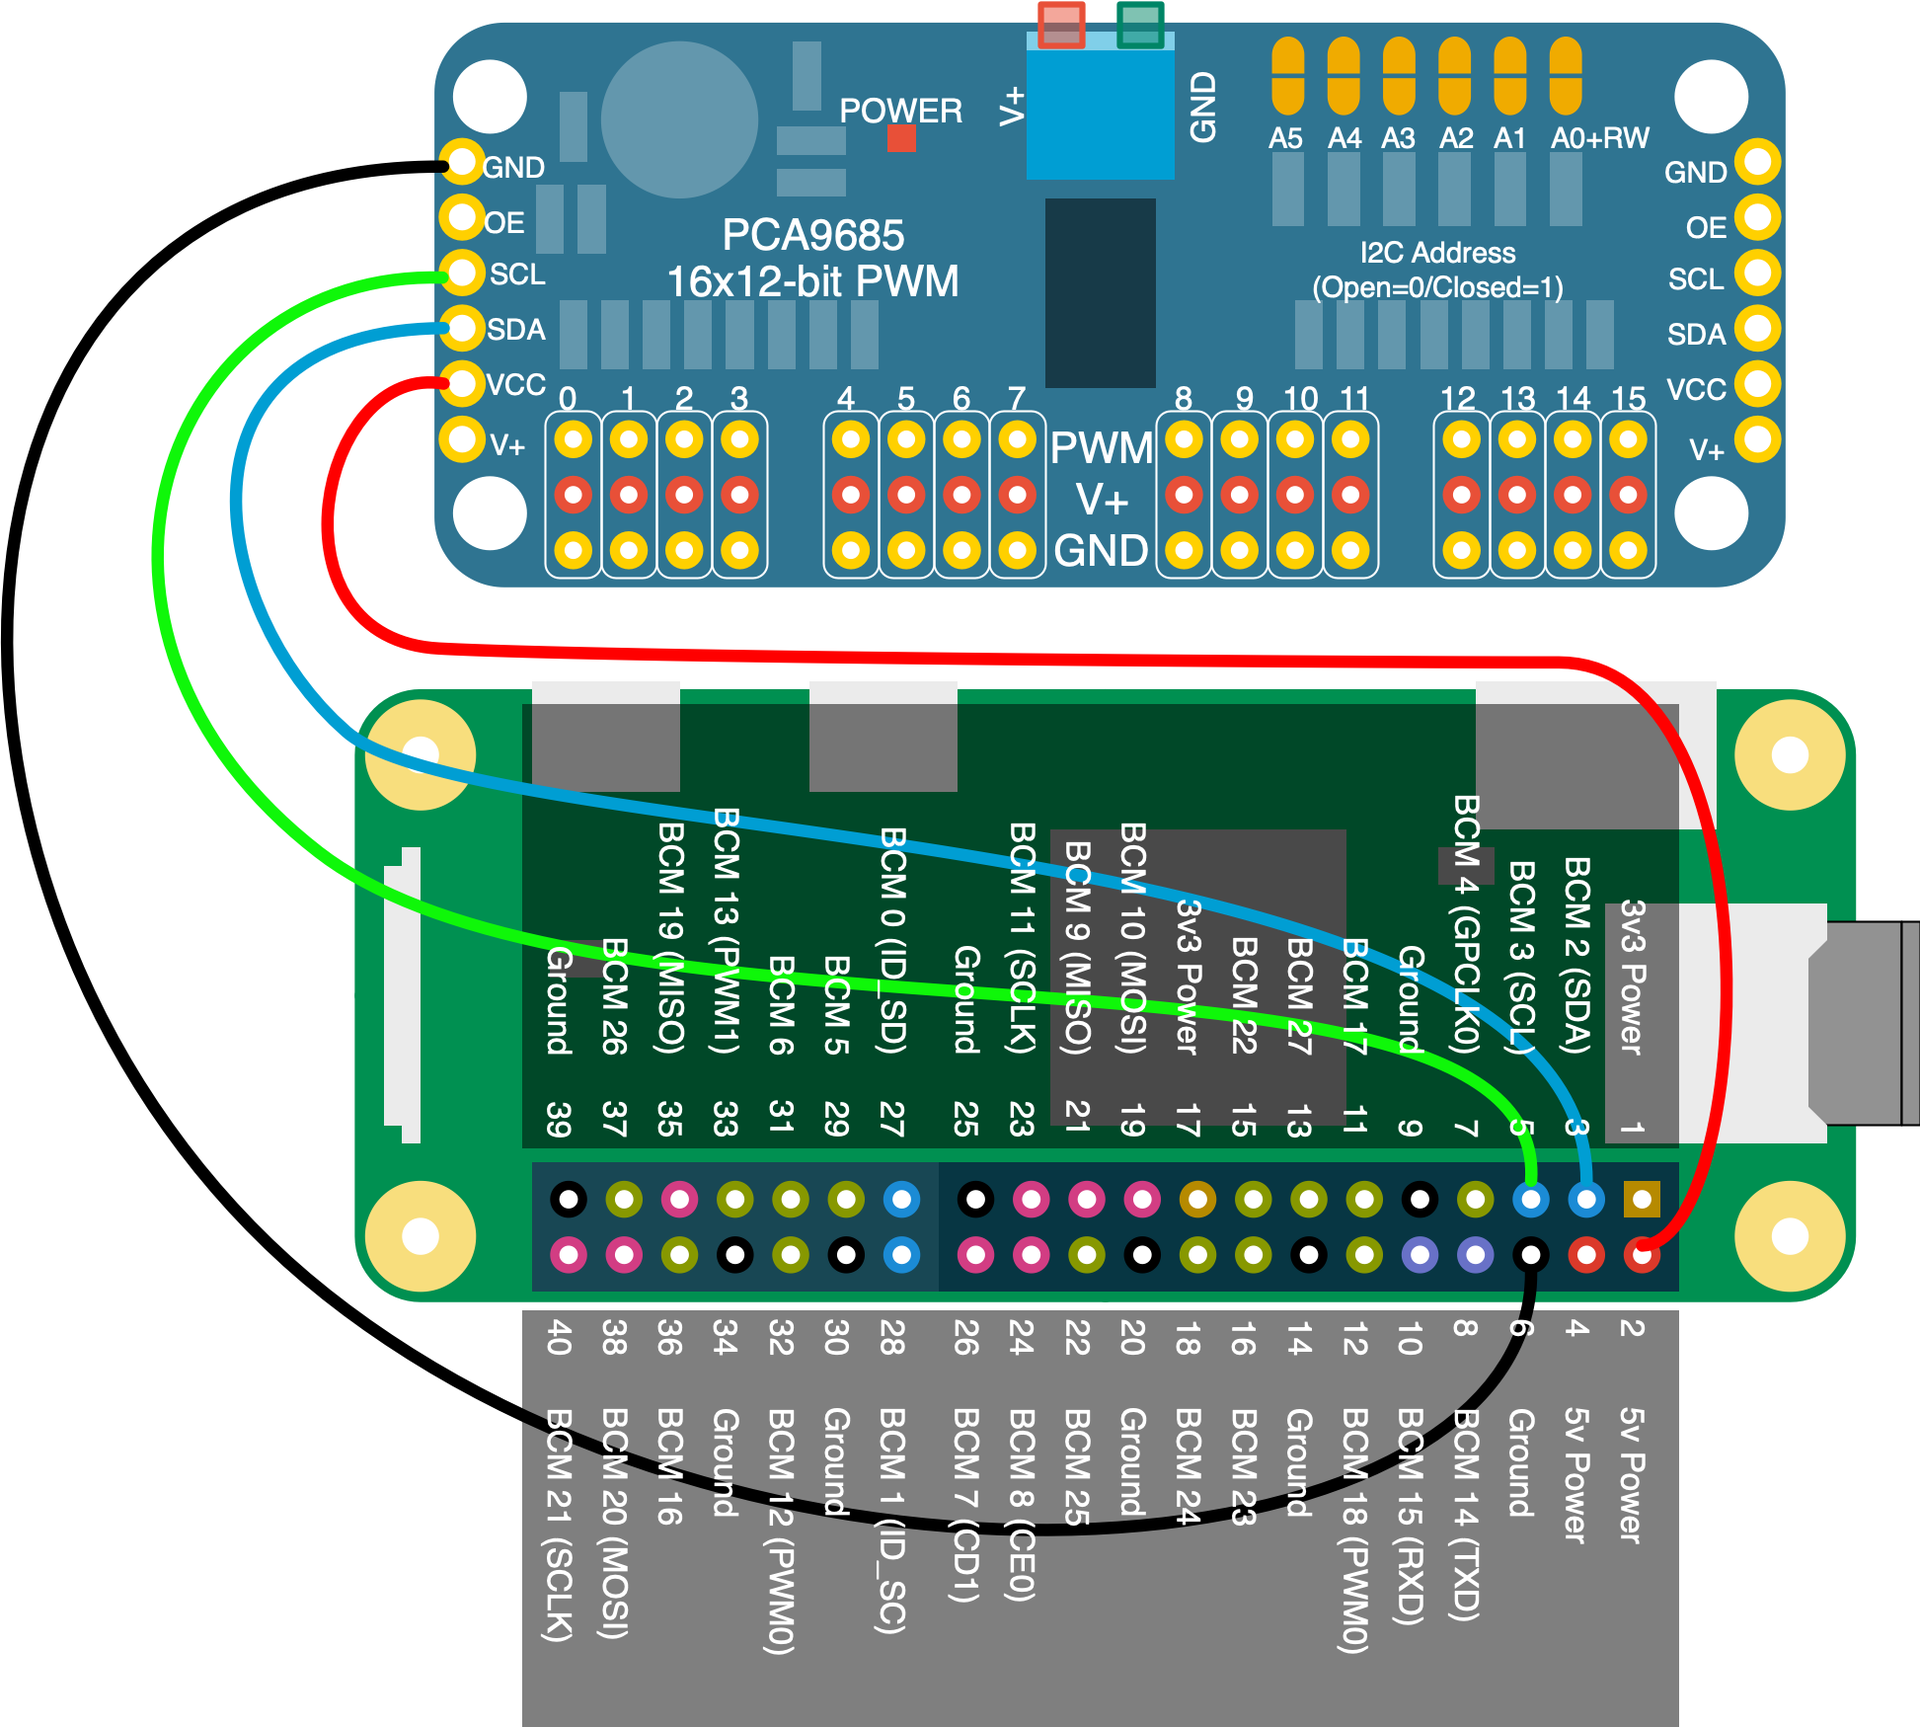 POWER
V+
GND
A5 A4 A3 A2 A1 A0+RW
GND
OE
SCL
SDA
VCC
V+
PCA9685
16x12-bit PWM
I2C Address
(Open=0/Closed=1)
GND
OE
SCL
SDA
VCC
V+
0 1 2 3 4 5 6 7 8 9 10 11 12 13 14 15
PWM
V+
GND
Ground 39
BCM 26 37
BCM 19 (MISO) 35
BCM 13 (PWM1) 33
BCM 6 31
BCM 5 29
BCM 0 (ID_SD) 27
Ground 25
BCM 11 (SCLK) 23
BCM 9 (MISO) 21
BCM 10 (MOSI) 19
3v3 Power 17
BCM 22 15
BCM 27 13
BCM 17 11
Ground 9
BCM 4 (GPCLK0) 7
BCM 3 (SCL) 5
BCM 2 (SDA) 3
3v3 Power 1
40 BCM 21 (SCLK)
38 BCM 20 (MOSI)
36 BCM 16
34 Ground
32 BCM 12 (PWM0)
30 Ground
28 BCM 1 (ID_SC)
26 BCM 7 (CD1)
24 BCM 8 (CE0)
22 BCM 25
20 Ground
18 BCM 24
16 BCM 23
14 Ground
12 BCM 18 (PWM0)
10 BCM 15 (RXD)
8 BCM 14 (TXD)
6 Ground
4 5v Power
2 5v Power